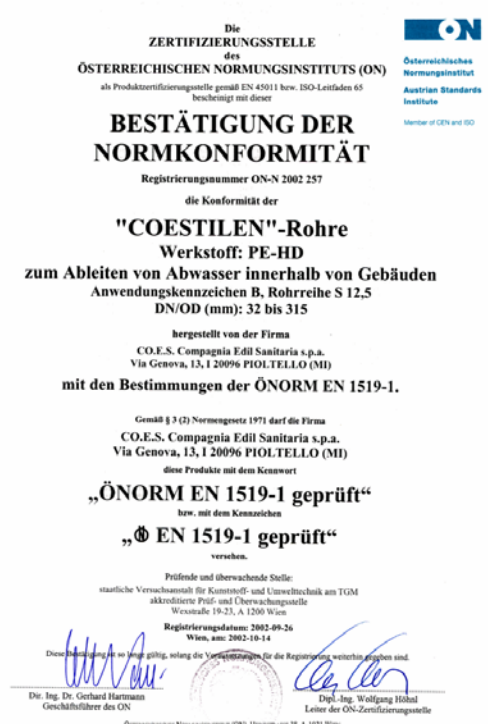 Die
ZERTIFIZIERUNGSSTELLE
des
ÖSTERREICHISCHEN NORMUNGSINSTITUTS (ON)
als Produktzertifizierungsstelle gemäß EN 45011 bzw. ISO-Leitfaden 65
bescheinigt mit dieser
ON
Österreichisches
Normungsinstitut
Austrian Standards
Institute
Member of CEN and ISO
BESTÄTIGUNG DER
NORMKONFORMITÄT
Registrierungsnummer ON-N 2002 257
die Konformität der
"COESTILEN"-Rohre
Werkstoff: PE-HD
zum Ableiten von Abwasser innerhalb von Gebäuden
Anwendungskennzeichen B, Rohrreihe S 12,5
DN/OD (mm): 32 bis 315
hergestellt von der Firma
CO.E.S. Compagnia Edil Sanitaria s.p.a.
Via Genova, 13, I 20096 PIOLTELLO (MI)
mit den Bestimmungen der ÖNORM EN 1519-1.
Gemäß § 3 (2) Normengesetz 1971 darf die Firma
CO.E.S. Compagnia Edil Sanitaria s.p.a.
Via Genova, 13, I 20096 PIOLTELLO (MI)
diese Produkte mit dem Kennwort
„ÖNORM EN 1519-1 geprüft“
bzw. mit dem Kennzeichen
„ EN 1519-1 geprüft“
versehen.
Prüfende und überwachende Stelle:
staatliche Versuchsanstalt für Kunststoff- und Umwelttechnik am TGM
akkreditierte Prüf- und Überwachungsstelle
Wexstraße 19-23, A 1200 Wien
Registrierungsdatum: 2002-09-26
Wien, am: 2002-10-14
Diese Bestätigung ist so lange gültig, solang die Voraussetzungen für die Registrierung weiterhin gegeben sind.
Dir. Ing. Dr. Gerhard Hartmann
Geschäftsführer des ON
Dipl.-Ing. Wolfgang Höhnl
Leiter der ON-Zertifizierungsstelle